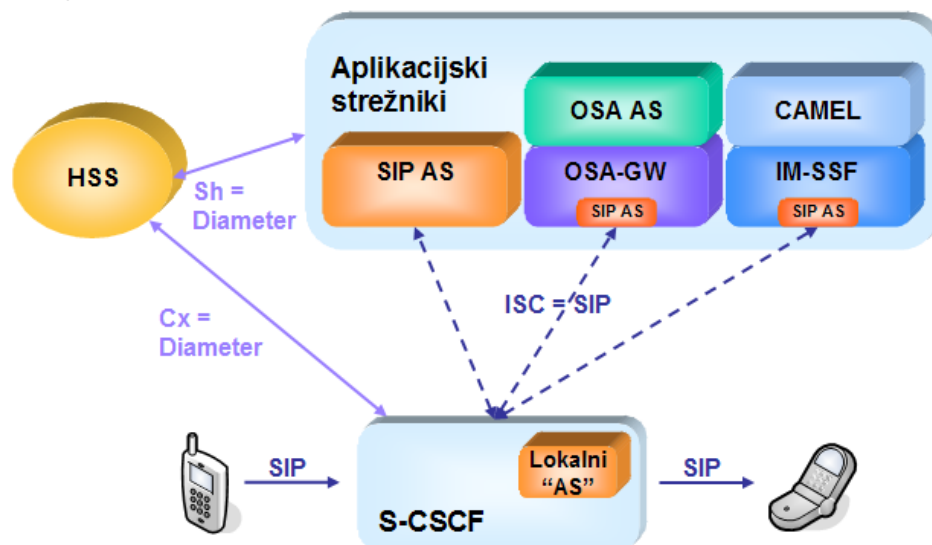 Aplikacijski
strežniki
OSA AS
CAMEL
HSS
SIP AS
OSA-GW
IM-SSF
SIP AS
SIP AS
Sh =
Diameter
ISC = SIP
Cx =
Diameter
SIP
Lokalni
“AS”
SIP
S-CSCF